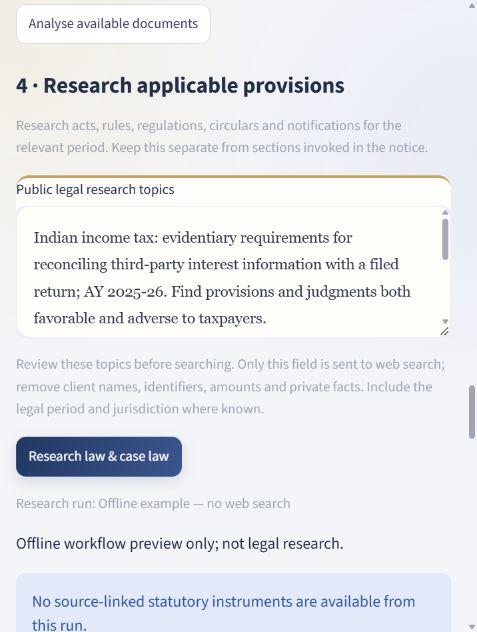 Analyse available documents
4 · Research applicable provisions
Research acts, rules, regulations, circulars and notifications for the
relevant period. Keep this separate from sections invoked in the notice.
Public legal research topics
Indian income tax: evidentiary requirements for
reconciling third-party interest information with a filed
return; AY 2025-26. Find provisions and judgments both
favorable and adverse to taxpayers.
Review these topics before searching. Only this field is sent to web search;
remove client names, identifiers, amounts and private facts. Include the
legal period and jurisdiction where known.
Research law & case law
Research run: Offline example — no web search
Offline workflow preview only; not legal research.
No source-linked statutory instruments are available from
this run.